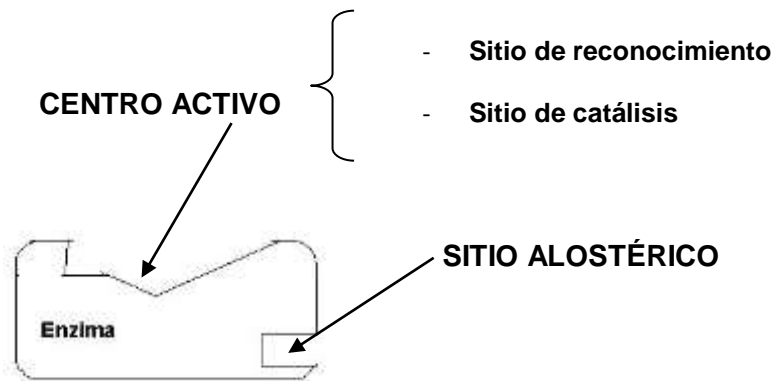 - Sitio de reconocimiento
CENTRO ACTIVO
- Sitio de catálisis
SITIO ALOSTÉRICO
Enzima